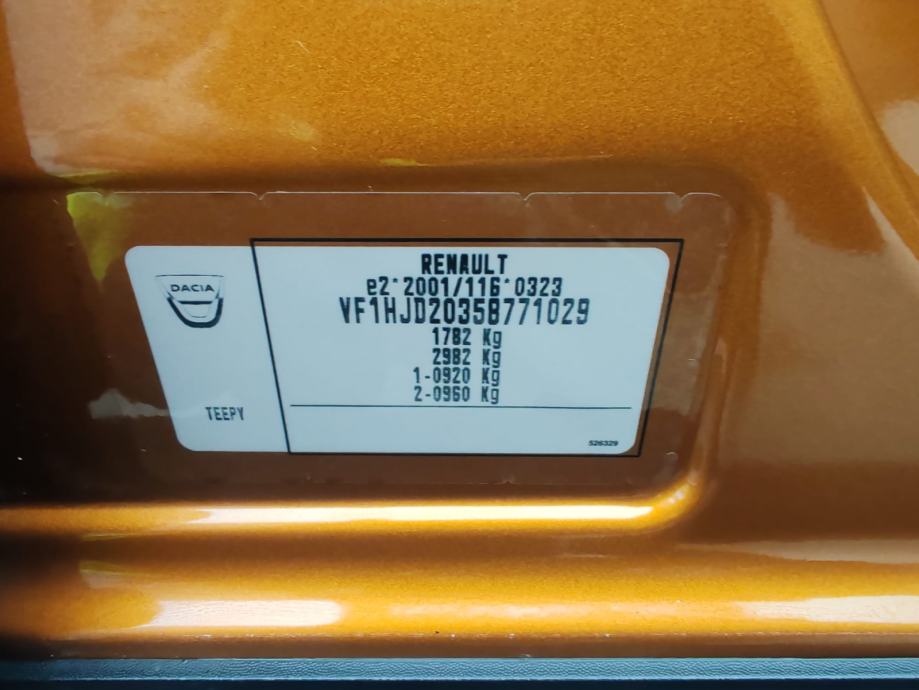 DACIA
RENAULT
e2*2001/116*0323
VF1HJD20358771029
1782 Kg
2982 Kg
1-0920 Kg
2-0960 Kg
TEEPY
526329